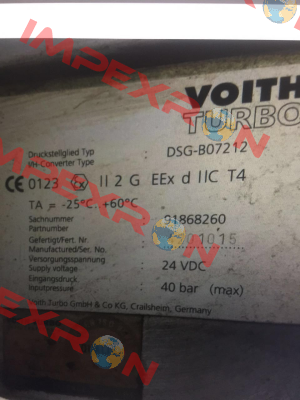 VOITH
TURBO
Druckstellglied Typ
I/H-Converter Type
DSG-B07212
CE 0123 Ex II 2 G EEx d IIC T4
TA = -25°C..+60°C
Sachnummer
Partnumber
91868260
Gefertigt/Fert. Nr.
Manufactured/Ser. No.
Versorgungsspannung
Supply voltage
24 VDC
Eingangsdruck
Inputpressure
40 bar (max)
Voith Turbo GmbH & Co KG, Crailsheim, Germany
IMPEXRON
IMPEXRON
IMPEXRON